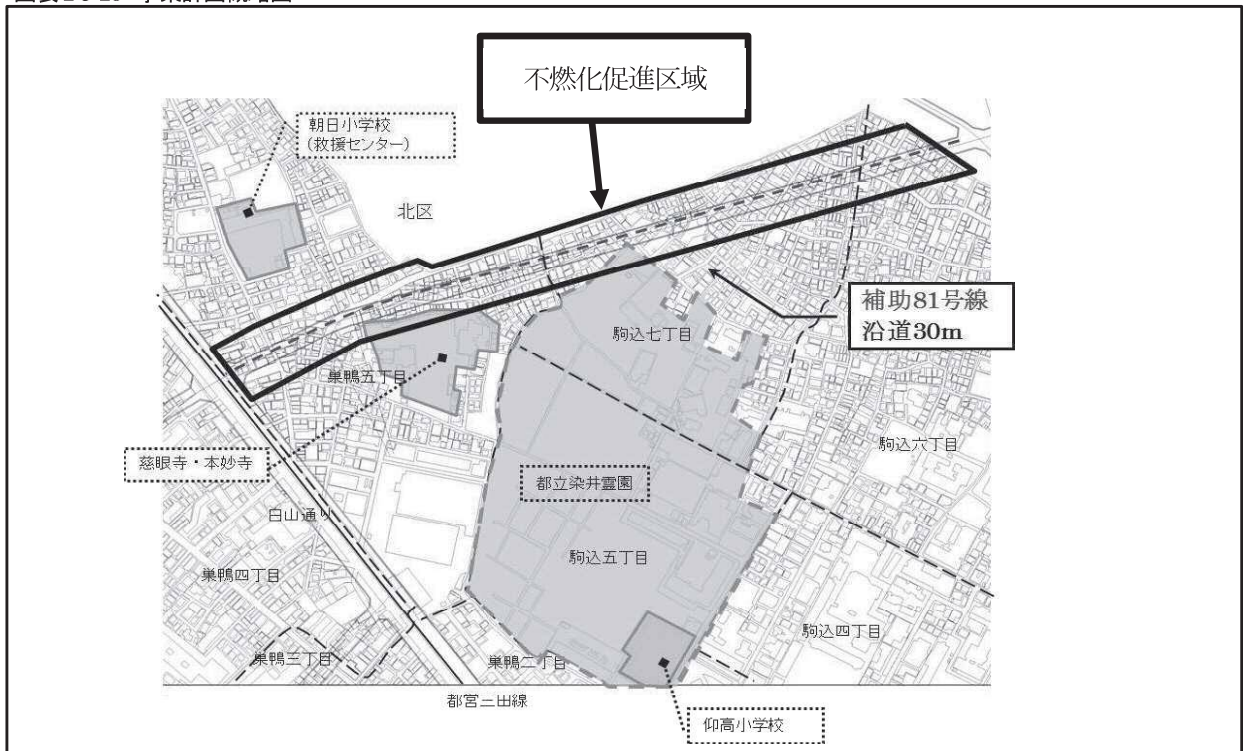 不燃化促進区域
朝日小学校
(救援センター)
北区
補助81号線
沿道30m
駒込七丁目
巣鴨五丁目
駒込六丁目
慈眼寺・本妙寺
都立染井霊園
白山通り
駒込五丁目
巣鴨四丁目
駒込四丁目
巣鴨三丁目
巣鴨二丁目
都営三田線
仰高小学校